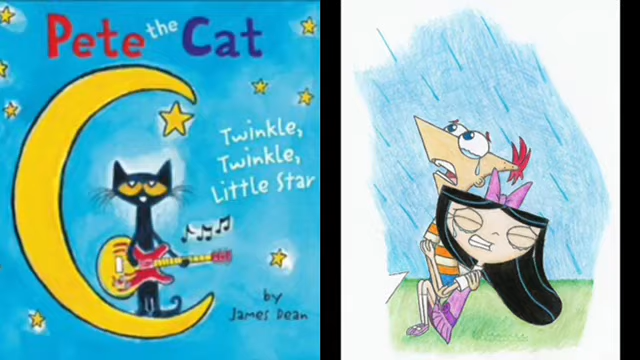 Pete the Cat
Twinkle,
Twinkle,
Little Star
by
James Dean